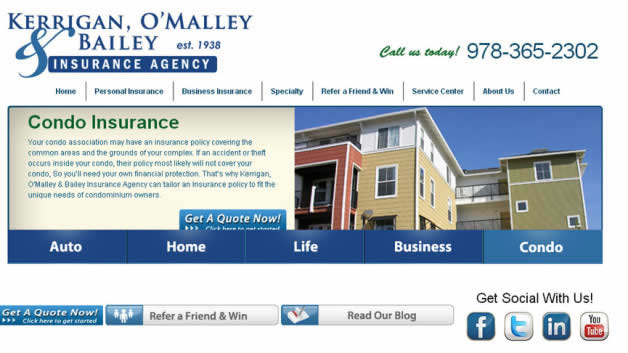 KERRIGAN, O'MALLEY
& BAILEY est. 1938
INSURANCE AGENCY
Call us today! 978-365-2302
Home Personal Insurance Business Insurance Specialty Refer a Friend & Win Service Center About Us Contact
Condo Insurance
Your condo association may have an insurance policy covering the
common areas and the grounds of your complex. If an accident or theft
occurs inside your condo, their policy most likely will not cover your
condo, So you'll need your own financial protection. That's why Kerrigan,
O'Malley & Bailey Insurance Agency can tailor an insurance policy to fit the
unique needs of condominium owners.
Get A Quote Now!
Click here to get started
Auto Home Life Business Condo
Get Social With Us!
Get A Quote Now!
Click here to get started
Refer a Friend & Win
Read Our Blog
f t in You Tube